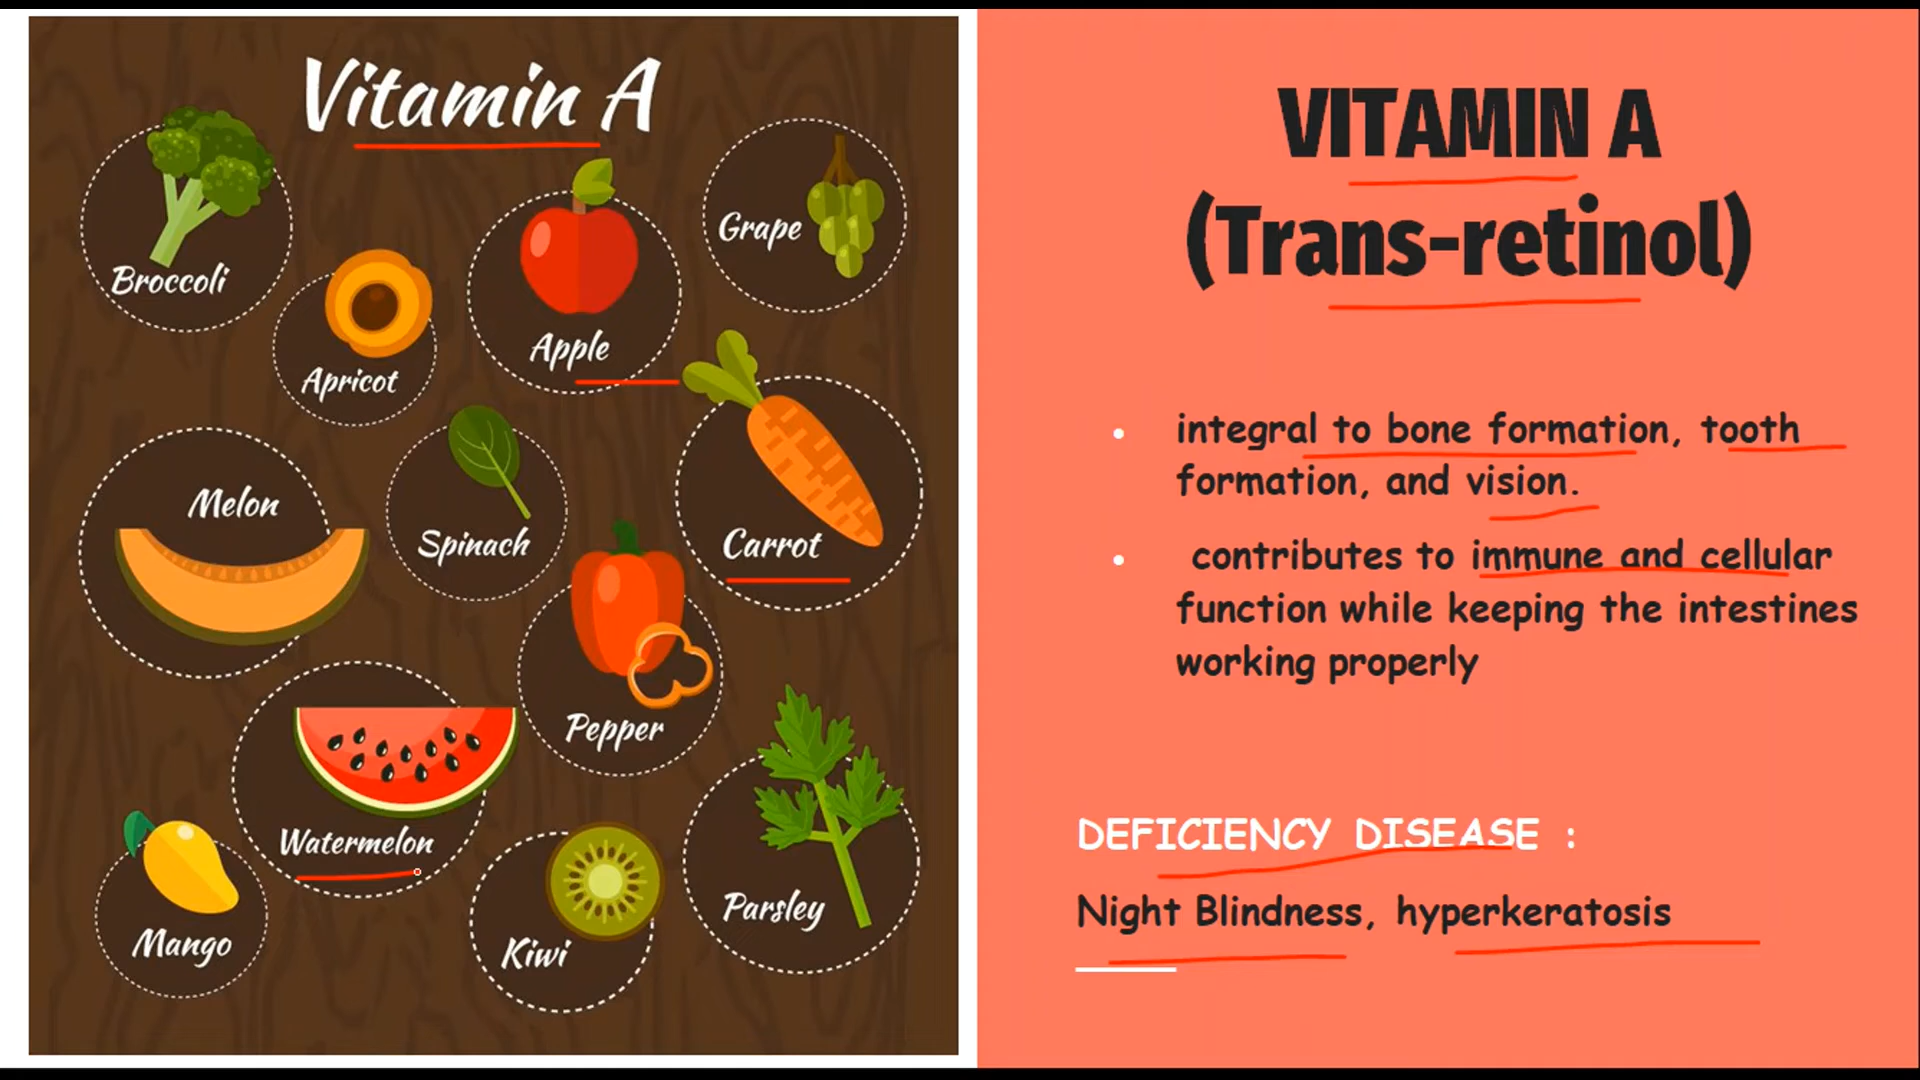 Vitamin A
Broccoli
Apricot
Apple
Grape
Melon
Spinach
Carrot
Pepper
Watermelon
Mango
Kiwi
Parsley
VITAMIN A
(Trans-retinol)
integral to bone formation, tooth
formation, and vision.
contributes to immune and cellular
function while keeping the intestines
working properly
DEFICIENCY DISEASE :
Night Blindness, hyperkeratosis